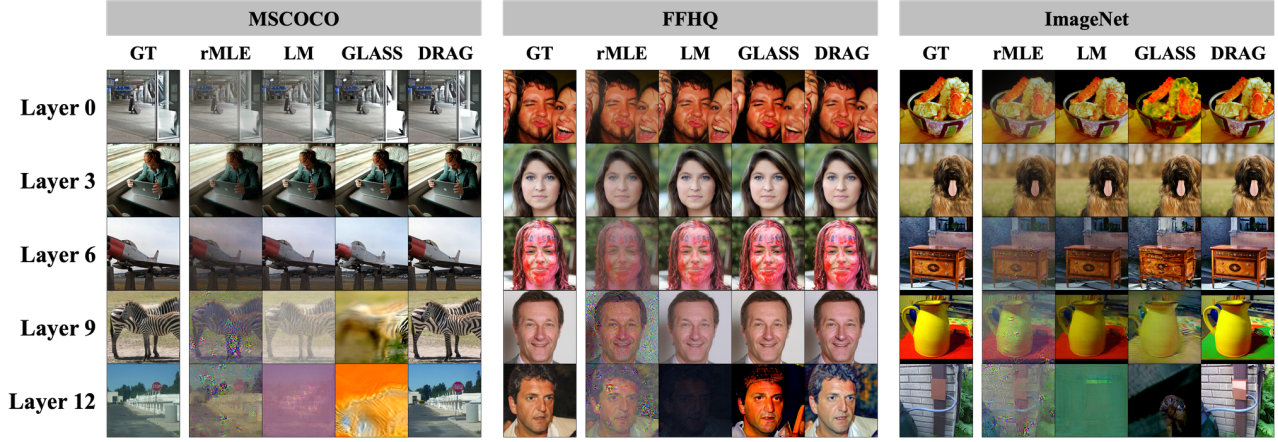 MSCOCO FFHQ ImageNet
GT rMLE LM GLASS DRAG GT rMLE LM GLASS DRAG GT rMLE LM GLASS DRAG
Layer 0
Layer 3
Layer 6
Layer 9
Layer 12